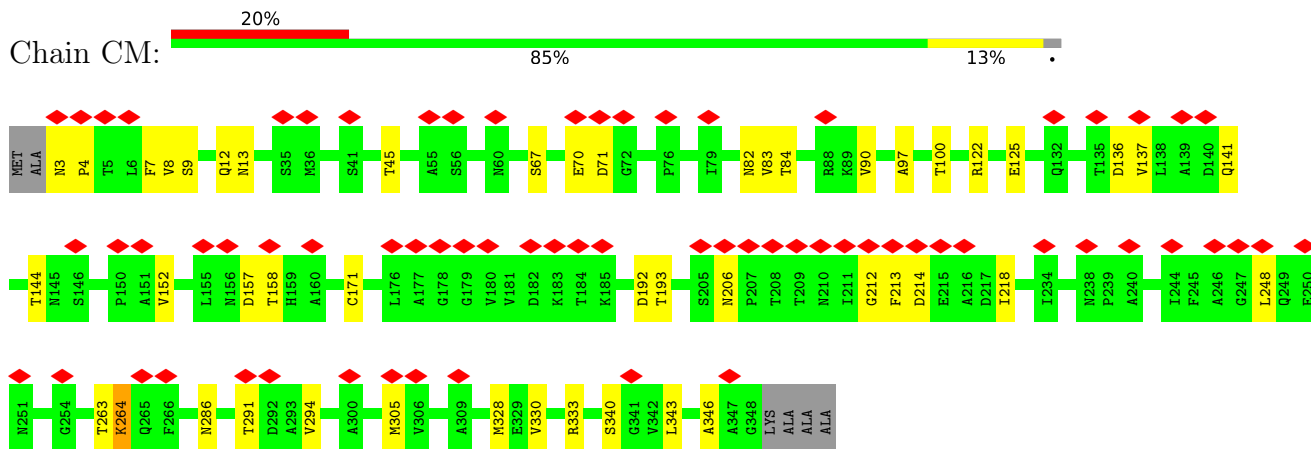 20%
Chain CM:
85% 13% •
MET ALA N3 P4 T5 L6 F7 V8 S9 Q12 N13 S35 M36 S41 T45 A55 S56 N60 S67 E70 D71 G72 P76 I79 N82 V83 T84 R88 K89 V90 A97 T100 R122 E125 Q132 T135 D136 V137 L138 A139 D140 Q141
T144 N145 S146 P150 A151 V152 L155 N156 D157 T158 H159 A160 C171 L176 A177 G178 G179 V180 V181 D182 K183 T184 K185 D192 T193 S205 N206 P207 T208 T209 N210 I211 G212 F213 D214 E215 A216 D217 I218 I234 N238 P239 A240 I244 F245 A246 G247 L248 Q249 E250
N251 G254 T263 K264 Q265 F266 N286 T291 D292 A293 V294 A300 M305 V306 A309 M328 E329 V330 R333 S340 G341 V342 L343 A346 A347 G348 LYS ALA ALA ALA